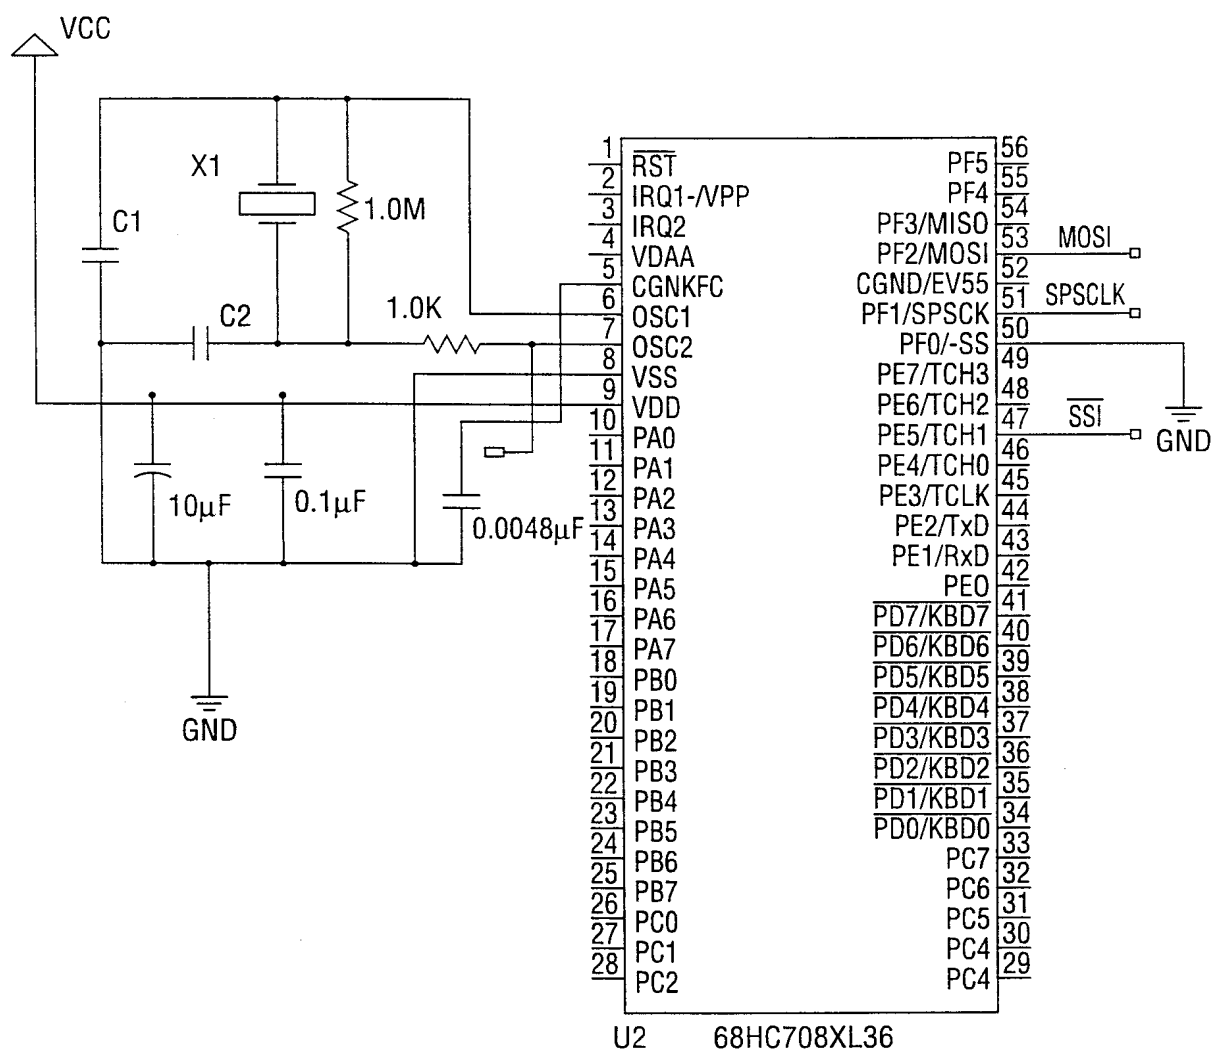 VCC
X1
1.0M
C1
C2
1.0K
10µF
0.1µF
0.0048µF
GND
1 RST
2 IRQ1-/VPP
3 IRQ2
4 VDAA
5 CGNKFC
6 OSC1
7 OSC2
8 VSS
9 VDD
10 PA0
11 PA1
12 PA2
13 PA3
14 PA4
15 PA5
16 PA6
17 PA7
18 PB0
19 PB1
20 PB2
21 PB3
22 PB4
23 PB5
24 PB6
25 PB7
26 PC0
27 PC1
28 PC2
PF5 56
PF4 55
PF3/MISO 54
PF2/MOSI 53 MOSI
CGND/EV55 52
PF1/SPSCK 51 SPSCLK
PF0/-SS 50
GND
PE7/TCH3 49
PE6/TCH2 48
PE5/TCH1 47 SSI
PE4/TCH0 46
PE3/TCLK 45
PE2/TxD 44
PE1/RxD 43
PE0 42
PD7/KBD7 41
PD6/KBD6 40
PD5/KBD5 39
PD4/KBD4 38
PD3/KBD3 37
PD2/KBD2 36
PD1/KBD1 35
PD0/KBD0 34
PC7 33
PC6 32
PC5 31
PC4 30
PC4 29
U2 68HC708XL36